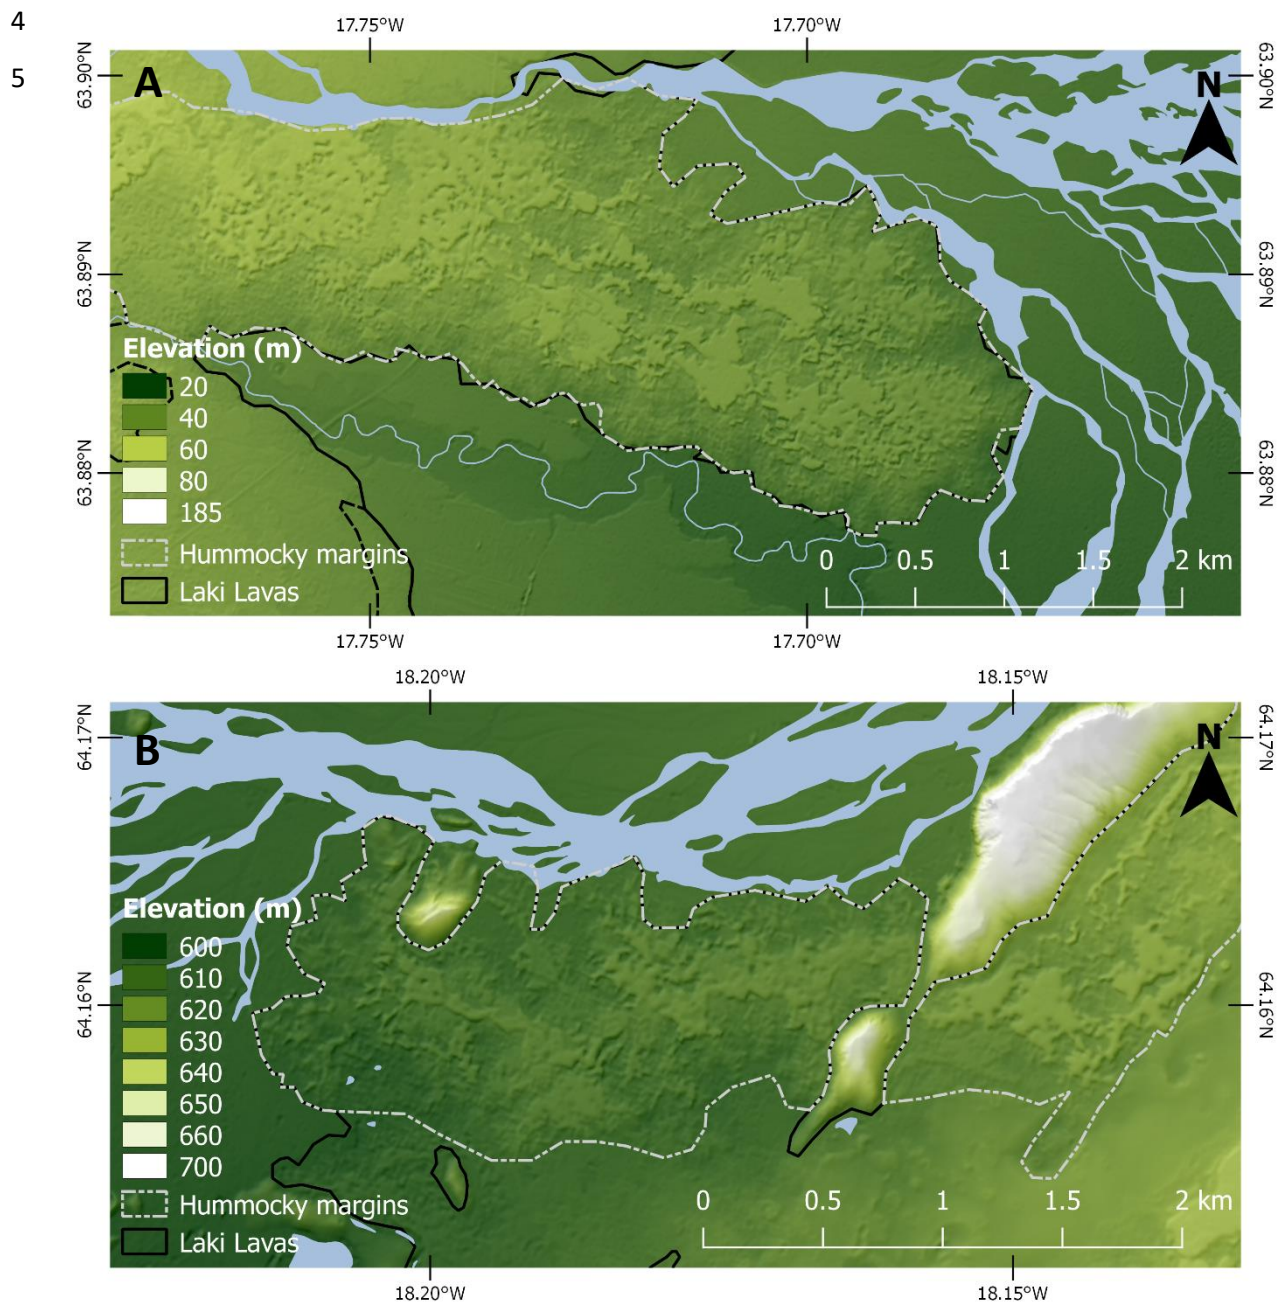 4
5
17.75°W 17.70°W
A
N
63.90°N 63.90°N
63.89°N 63.89°N
63.88°N 63.88°N
Elevation (m)
20
40
60
80
185
Hummocky margins
Laki Lavas
0 0.5 1 1.5 2 km
17.75°W 17.70°W
18.20°W 18.15°W
B
N
64.17°N 64.17°N
64.16°N 64.16°N
Elevation (m)
600
610
620
630
640
650
660
700
Hummocky margins
Laki Lavas
0 0.5 1 1.5 2 km
18.20°W 18.15°W